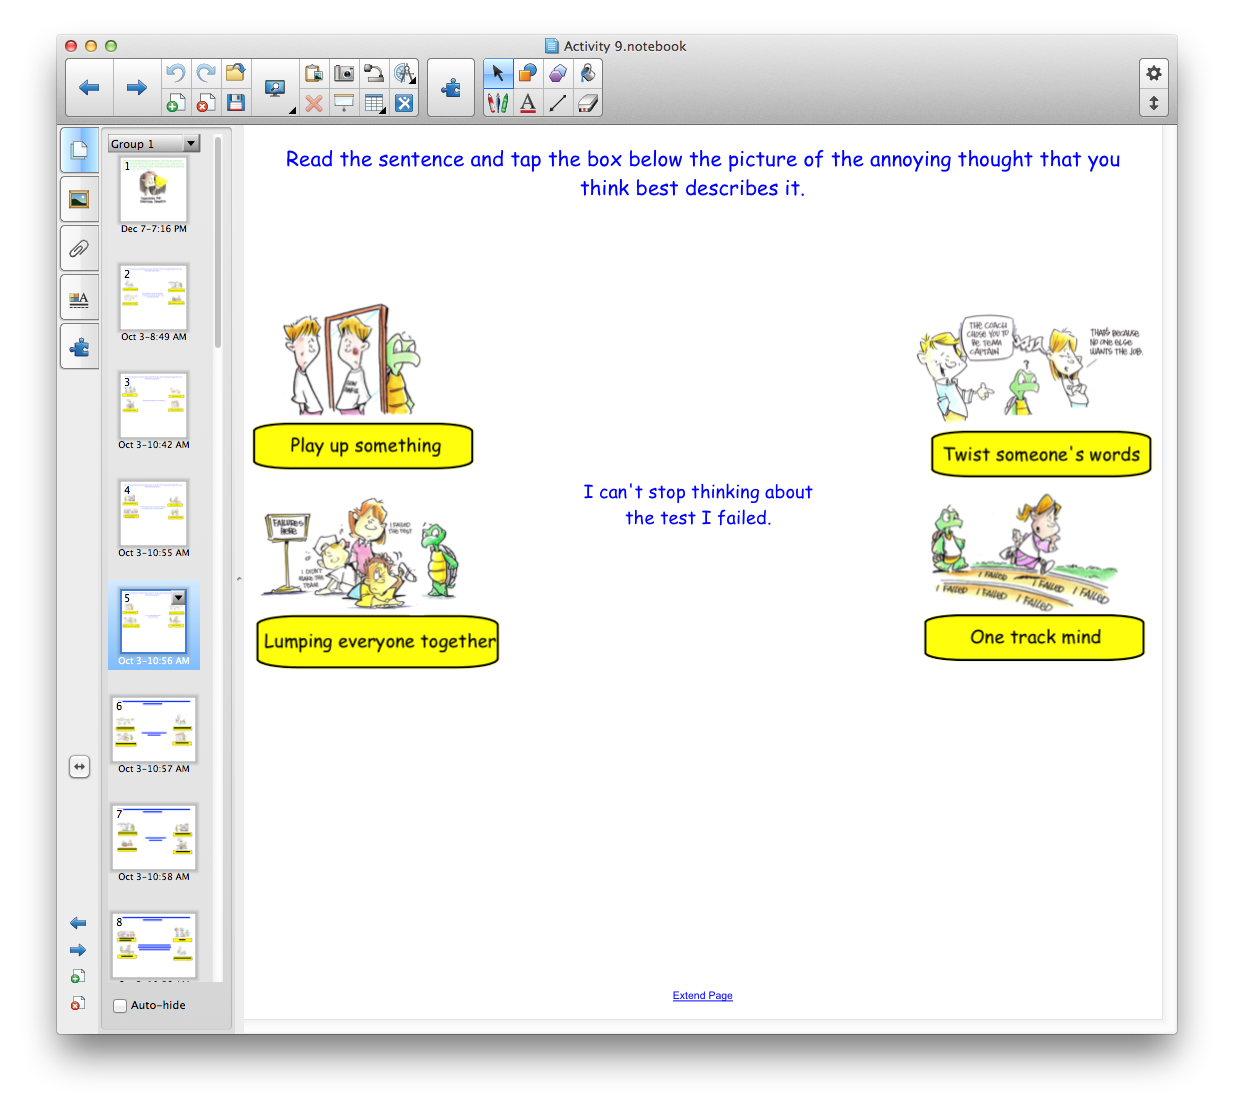 Activity 9.notebook
Group 1
1
Dec 7-7:16 PM
2
Oct 3-8:49 AM
3
Oct 3-10:42 AM
4
Oct 3-10:55 AM
5
Oct 3-10:56 AM
6
Oct 3-10:57 AM
7
Oct 3-10:58 AM
8
Auto-hide
Read the sentence and tap the box below the picture of the annoying thought that you
think best describes it.
THE COACH
CHOSE YOU TO
BE TEAM
CAPTAIN
?
THAT'S BECAUSE
NO ONE ELSE
WANTS THE JOB.
Play up something
Twist someone's words
I can't stop thinking about
the test I failed.
FAILURES
HERE
I FAILED
THE TEST
I DIDN'T
MAKE THE
TEAM
I FAILED I FAILED I FAILED
I FAILED I FAILED I FAILED
Lumping everyone together
One track mind
Extend Page